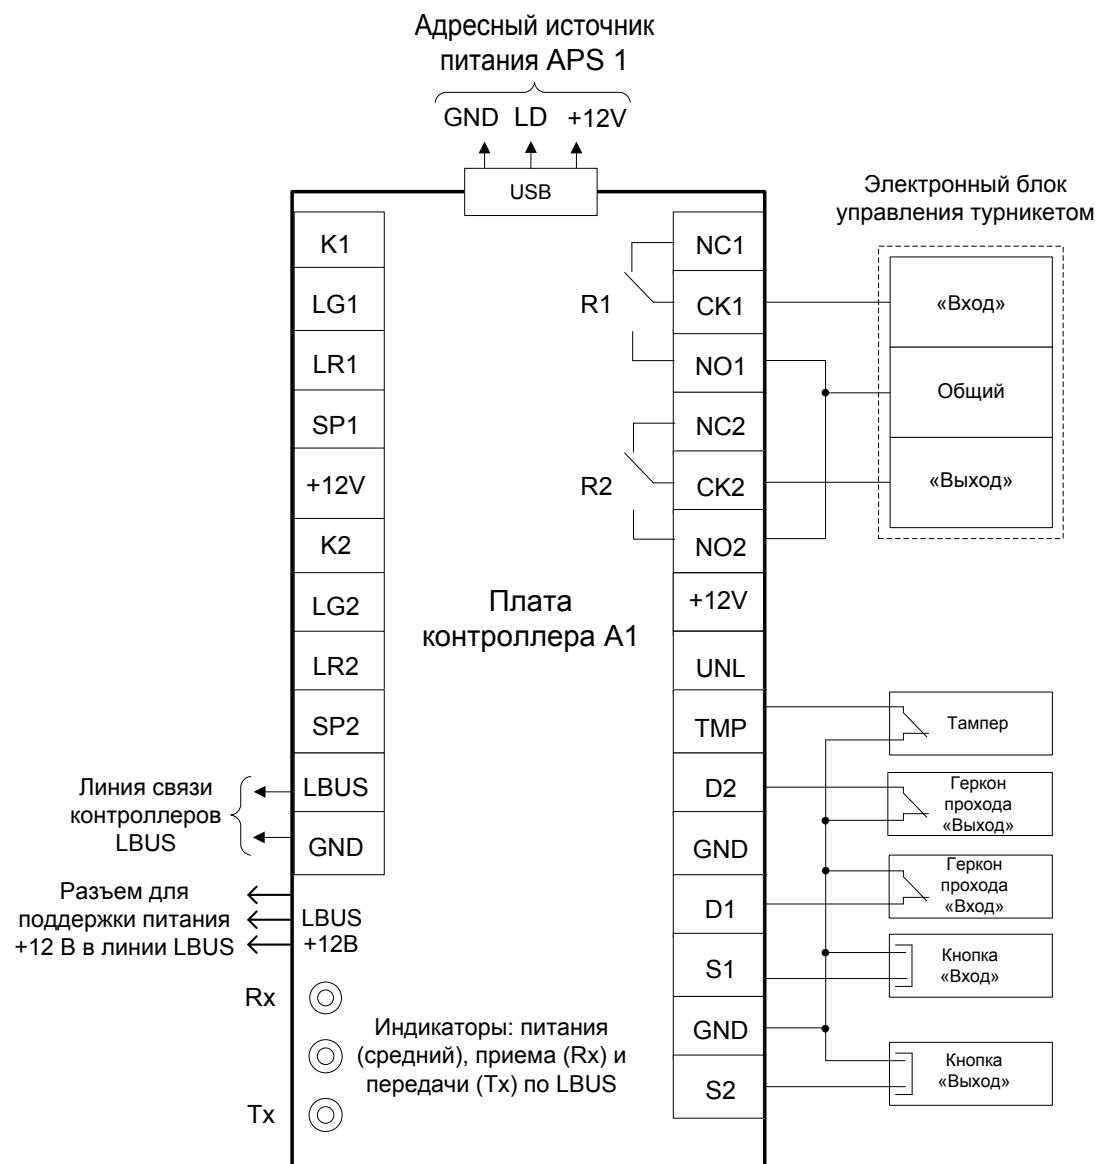 Адресный источник
питания APS 1
GND LD +12V
USB
Электронный блок
управления турникетом
K1
LG1
LR1
SP1
+12V
K2
LG2
LR2
SP2
LBUS
GND
R1
R2
NC1
CK1
NO1
NC2
CK2
NO2
+12V
UNL
TMP
D2
GND
D1
S1
GND
S2
«Вход»
Общий
«Выход»
Плата
контроллера A1
Тампер
Геркон
прохода
«Выход»
Геркон
прохода
«Вход»
Кнопка
«Вход»
Кнопка
«Выход»
Линия связи
контроллеров
LBUS
Разъем для
поддержки питания
+12 В в линии LBUS
LBUS
+12В
Rx
Tx
Индикаторы: питания
(средний), приема (Rx) и
передачи (Tx) по LBUS